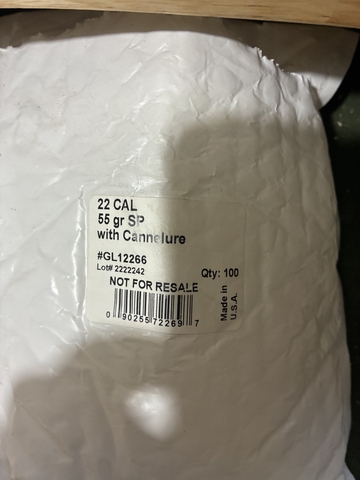 22 CAL
55 gr SP
with Cannelure
#GL12266
Lot# 2222242
Qty: 100
NOT FOR RESALE
Made in
U.S.A.
0 90255 72269 7